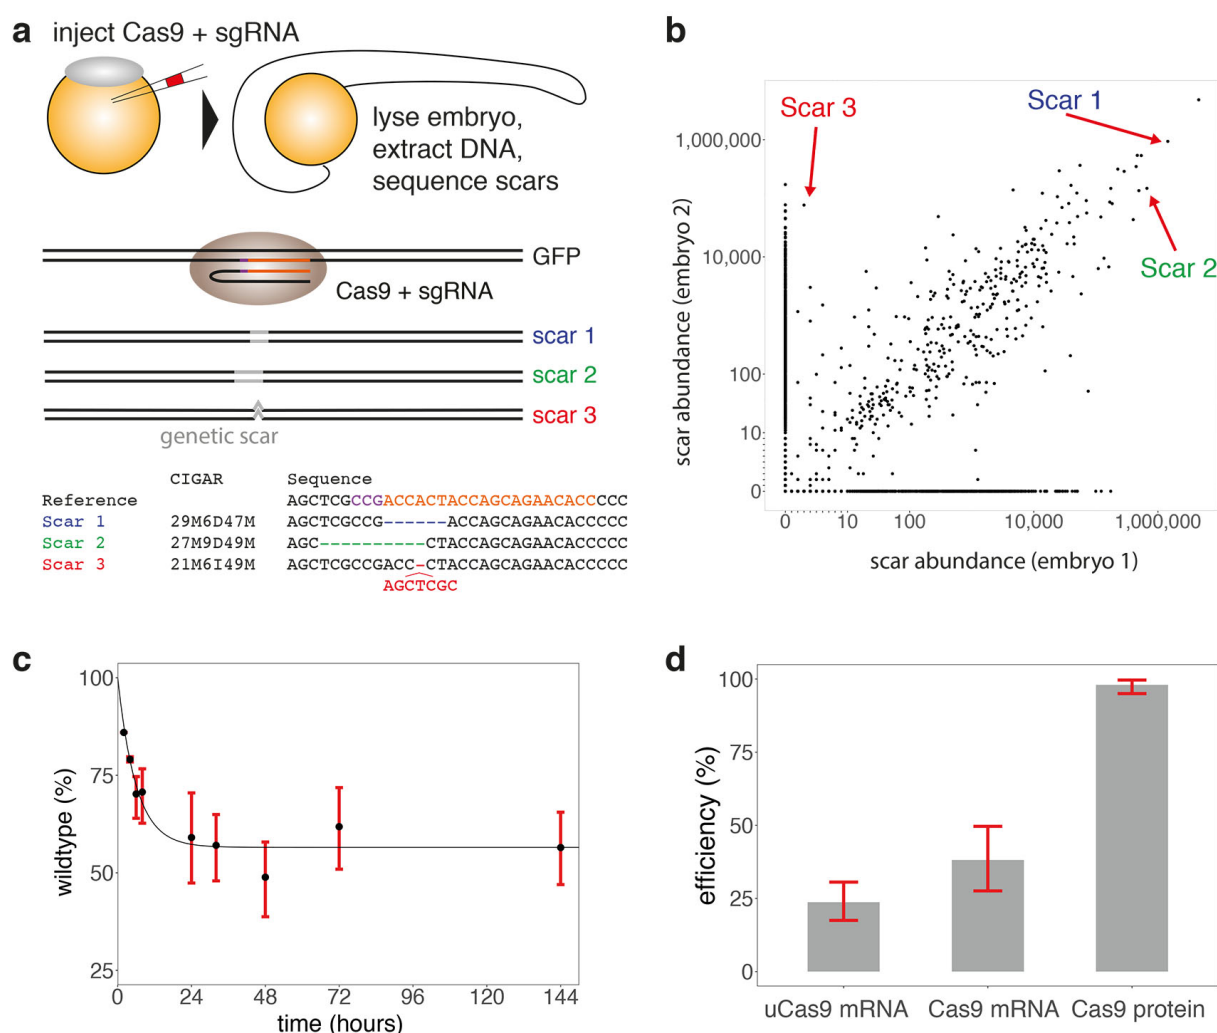 a
inject Cas9 + sgRNA
lyse embryo,
extract DNA,
sequence scars
GFP
Cas9 + sgRNA
scar 1
scar 2
scar 3
genetic scar
CIGAR Sequence
Reference AGCTCGCCGACCACTACCAGCAGAACACCCCC
Scar 1 29M6D47M AGCTCGCCG------ACCAGCAGAACACCCCC
Scar 2 27M9D49M AGC----------CTACCAGCAGAACACCCCC
Scar 3 21M6I49M AGCTCGCCGACC-CTACCAGCAGAACACCCCC
AGCTCGC
b
Scar 3
Scar 1
Scar 2
scar abundance (embryo 2)
1,000,000
10,000
100
10
0
0 10 100 10,000 1,000,000
scar abundance (embryo 1)
c
wildtype (%)
100
75
50
25
0 24 48 72 96 120 144
time (hours)
d
efficiency (%)
100
75
50
25
0
uCas9 mRNA Cas9 mRNA Cas9 protein